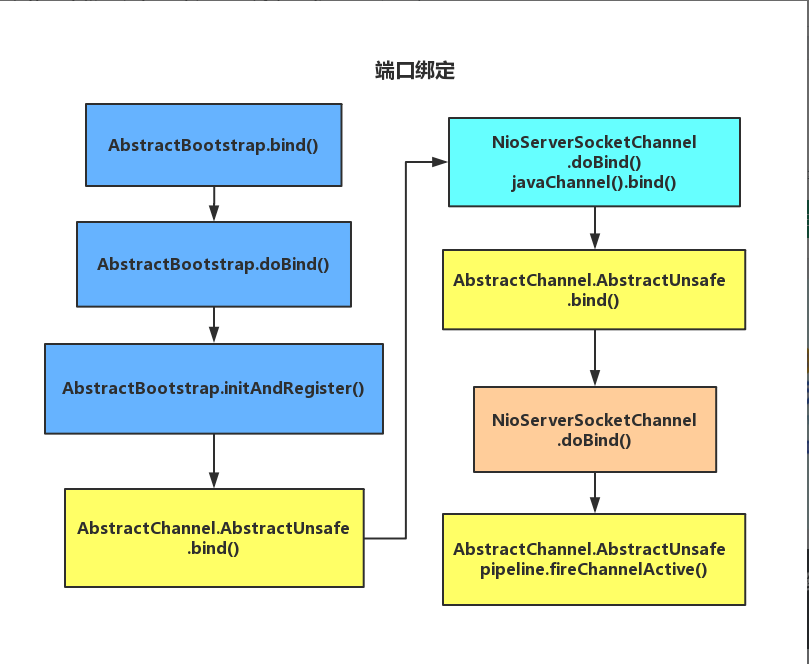 端口绑定
AbstractBootstrap.bind()
AbstractBootstrap.doBind()
AbstractBootstrap.initAndRegister()
AbstractChannel.AbstractUnsafe
.bind()
NioServerSocketChannel
.doBind()
javaChannel().bind()
AbstractChannel.AbstractUnsafe
.bind()
NioServerSocketChannel
.doBind()
AbstractChannel.AbstractUnsafe
pipeline.fireChannelActive()